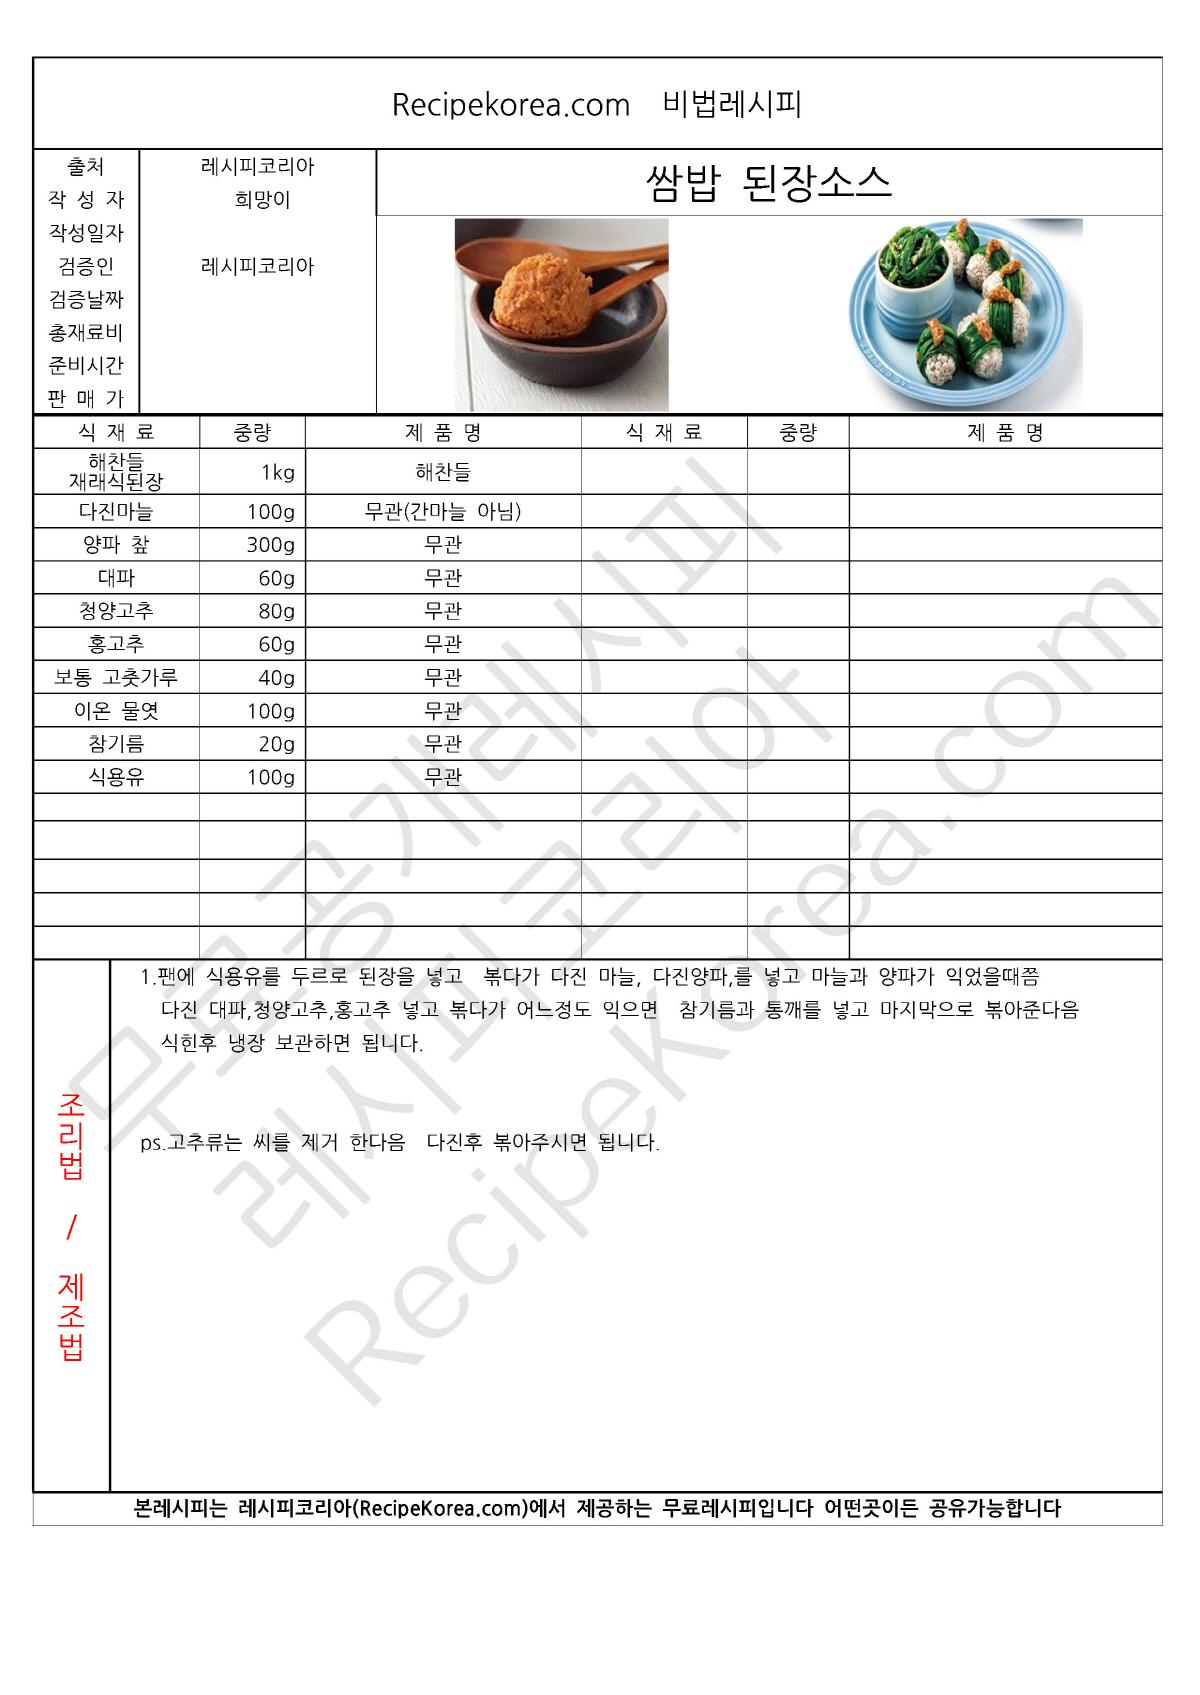 Recipekorea.com 비법레시피
출처 레시피코리아 쌈밥 된장소스
작 성 자 희망이
작성일자
검증인 레시피코리아
검증날짜
총재료비
준비시간
판 매 가
식 재 료 중량 제 품 명 식 재 료 중량 제 품 명
해찬들
재래식된장 1kg 해찬들
다진마늘 100g 무관(간마늘 아님)
양파 찦 300g 무관
대파 60g 무관
청양고추 80g 무관
홍고추 60g 무관
보통 고춧가루 40g 무관
이온 물엿 100g 무관
참기름 20g 무관
식용유 100g 무관
조리법 / 제조법
1.팬에 식용유를 두르로 된장을 넣고 볶다가 다진 마늘, 다진양파,를 넣고 마늘과 양파가 익었을때쯤
다진 대파,청양고추,홍고추 넣고 볶다가 어느정도 익으면 참기름과 통깨를 넣고 마지막으로 볶아준다음
식힌후 냉장 보관하면 됩니다.
ps.고추류는 씨를 제거 한다음 다진후 볶아주시면 됩니다.
본레시피는 레시피코리아(RecipeKorea.com)에서 제공하는 무료레시피입니다 어떤곳이든 공유가능합니다
무료공개레시피
레시피코리아
RecipeKorea.com